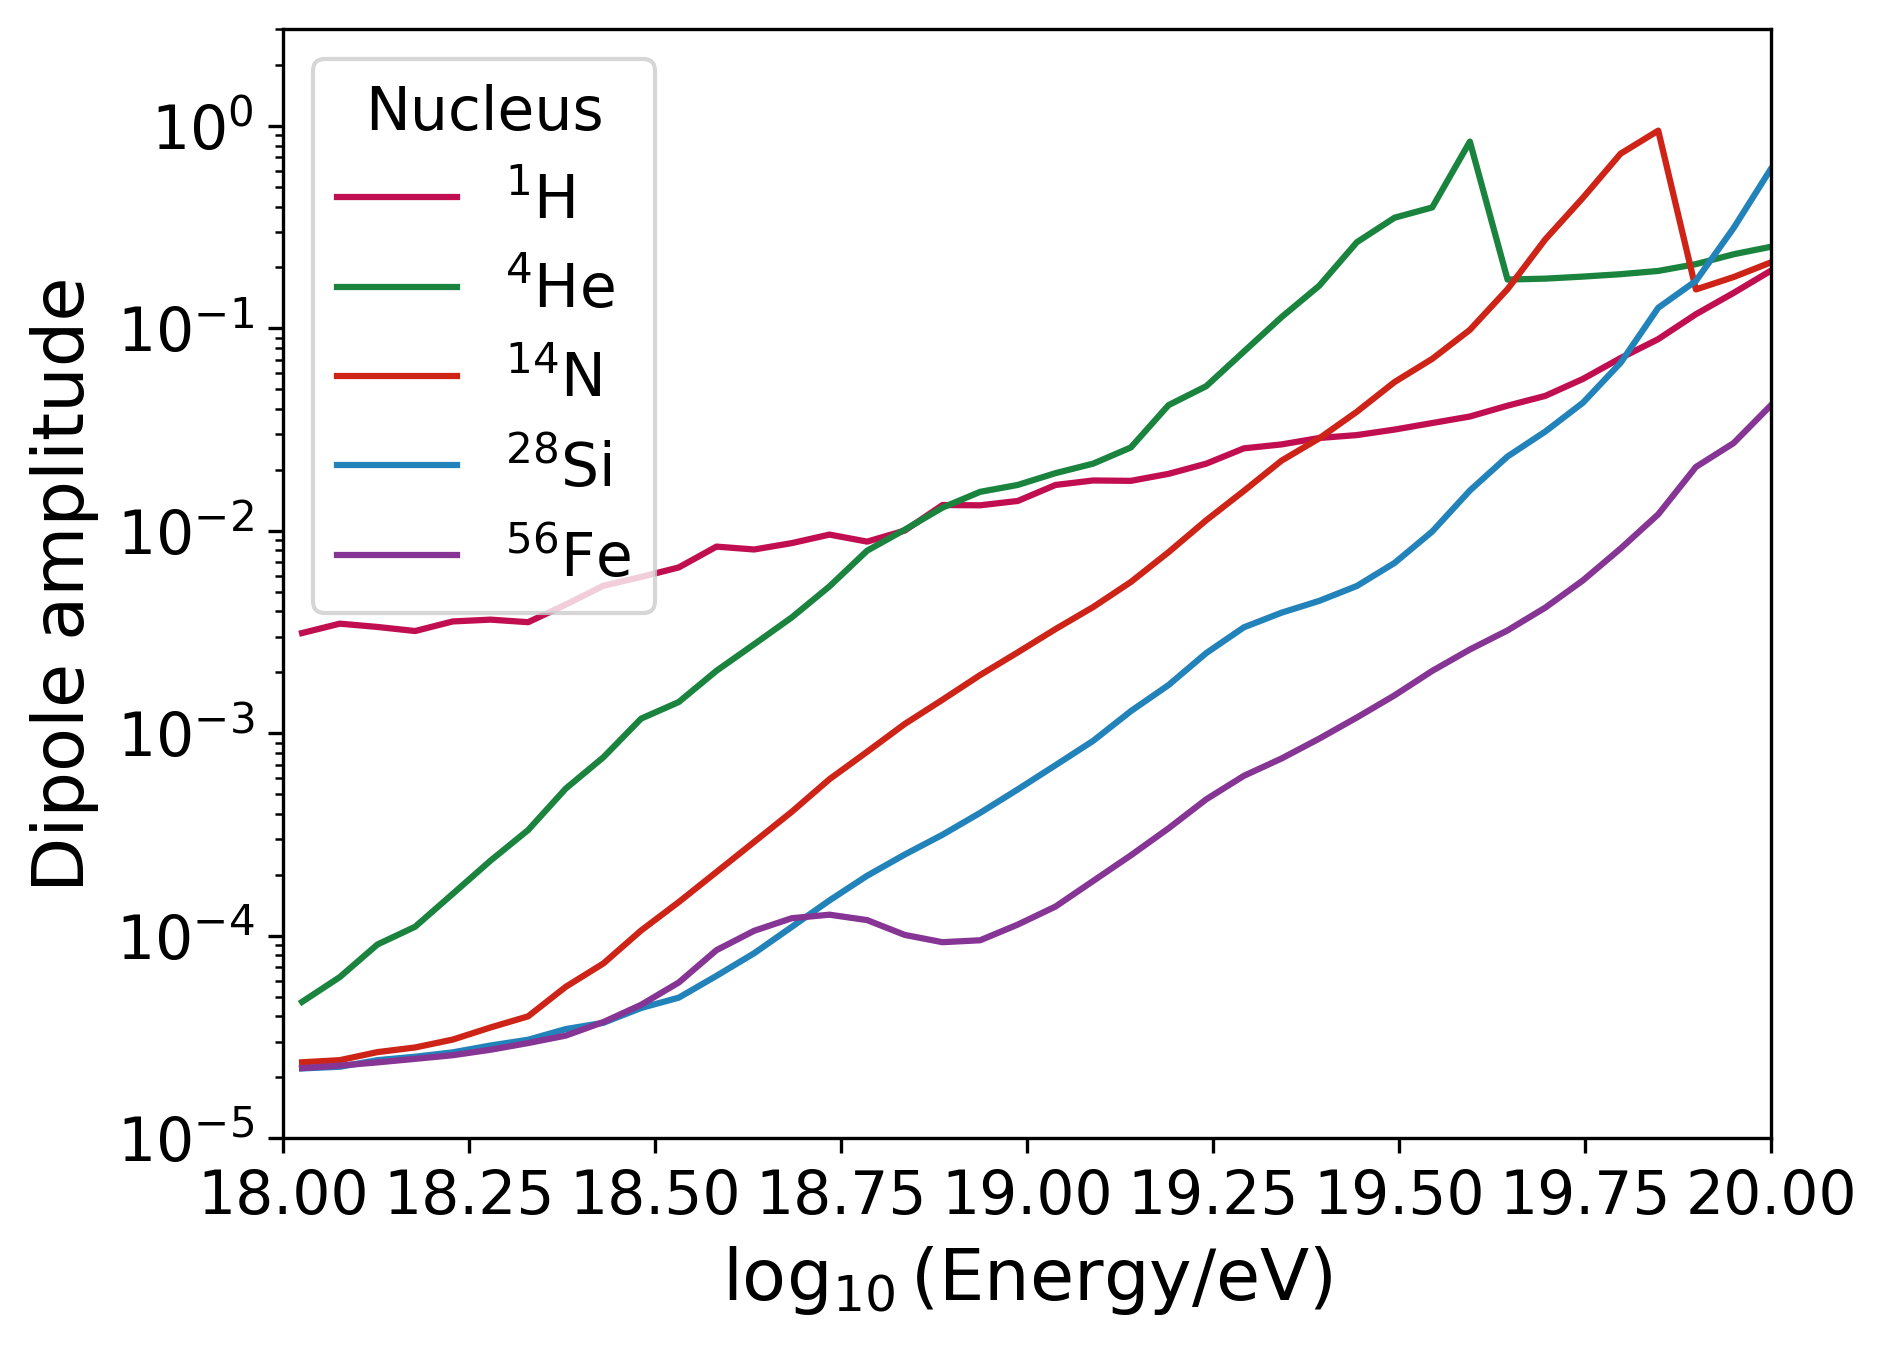 Nucleus
¹H
⁴He
¹⁴N
²⁸Si
⁵⁶Fe
Dipole amplitude
10⁰
10⁻¹
10⁻²
10⁻³
10⁻⁴
10⁻⁵
18.00 18.25 18.50 18.75 19.00 19.25 19.50 19.75 20.00
log₁₀ (Energy/eV)